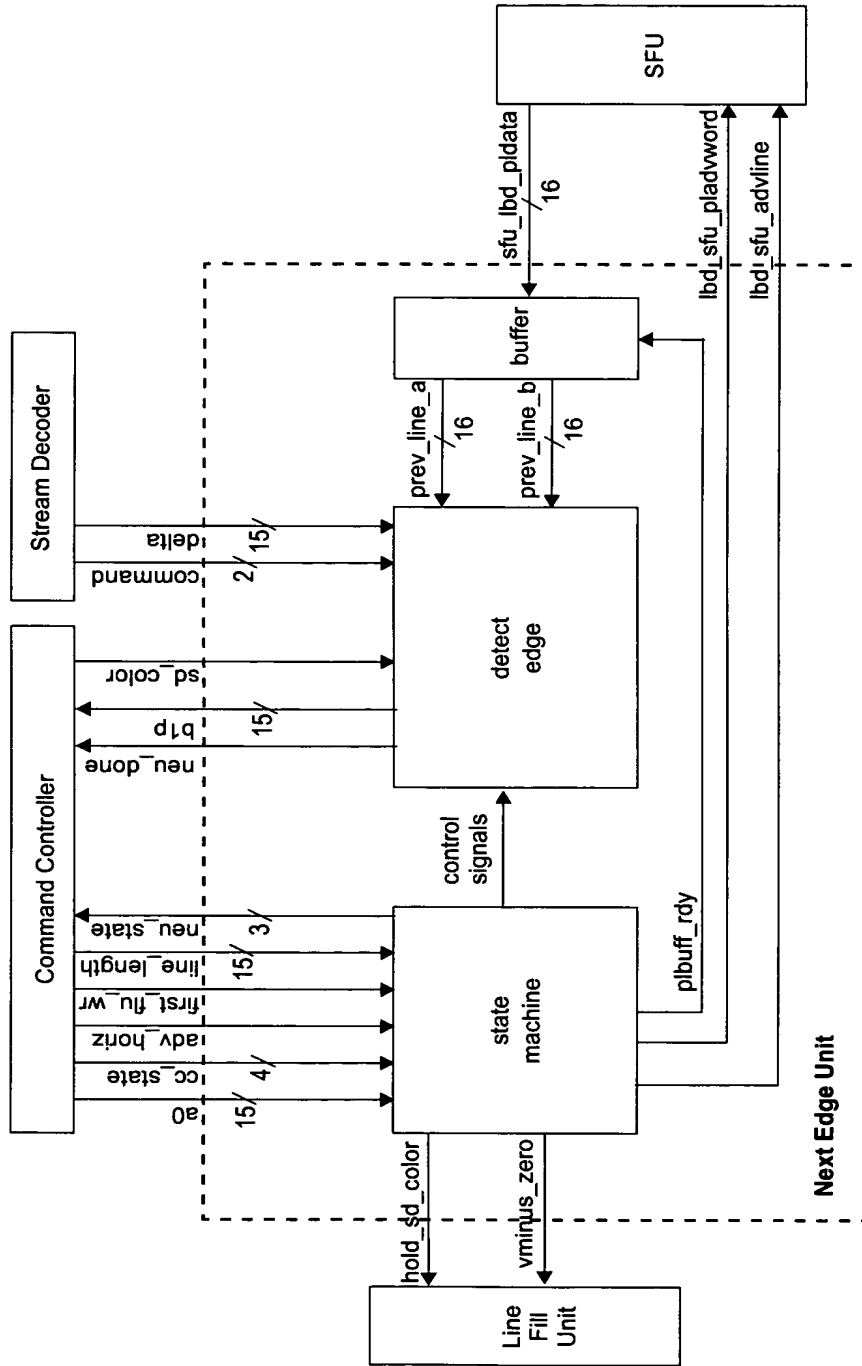 Command Controller
Stream Decoder
a0
15
cc_state
4
adv_horiz
first_flu_wr
line_length
15
neu_state
3
neu_done
b1p
15
sd_color
command
2
delta
15
hold_sd_color
vminus_zero
Line
Fill
Unit
state
machine
control
signals
detect
edge
prev_line_a
16
prev_line_b
16
buffer
sfu_lbd_pldata
16
SFU
plbuff_rdy
lbd_sfu_pladvword
lbd_sfu_advline
Next Edge Unit